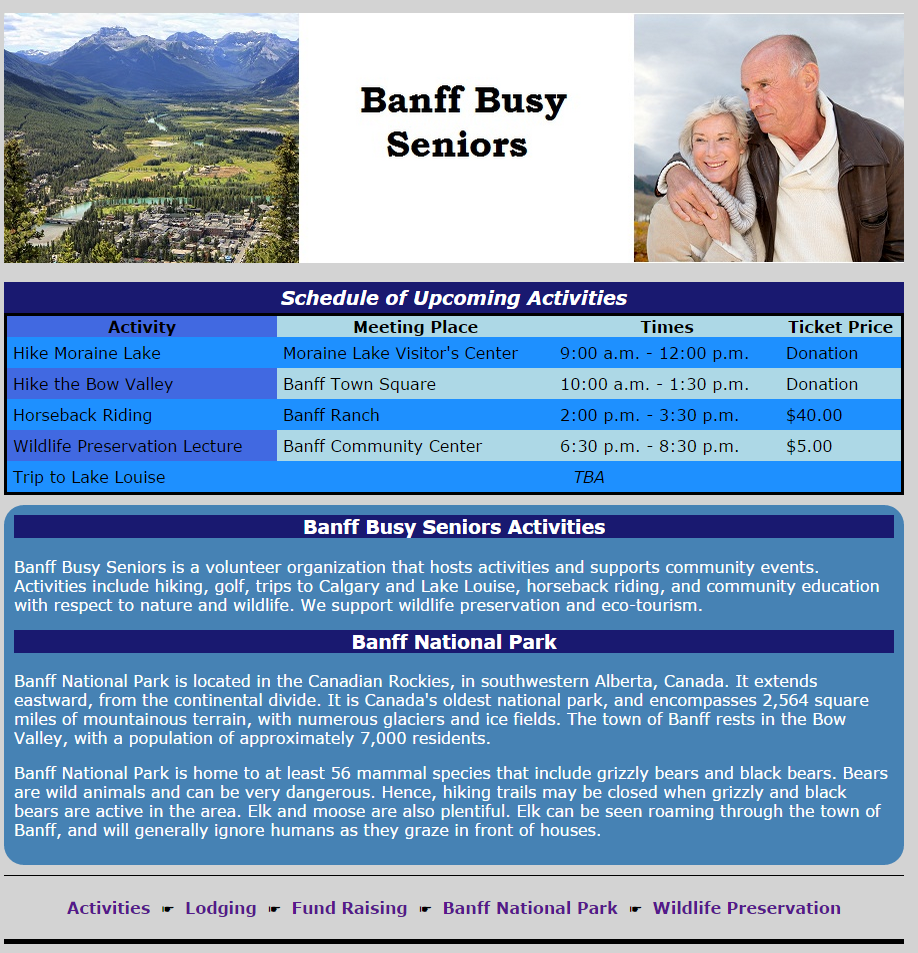 Banff Busy
Seniors
Schedule of Upcoming Activities
Activity Meeting Place Times Ticket Price
Hike Moraine Lake Moraine Lake Visitor's Center 9:00 a.m. - 12:00 p.m. Donation
Hike the Bow Valley Banff Town Square 10:00 a.m. - 1:30 p.m. Donation
Horseback Riding Banff Ranch 2:00 p.m. - 3:30 p.m. $40.00
Wildlife Preservation Lecture Banff Community Center 6:30 p.m. - 8:30 p.m. $5.00
Trip to Lake Louise TBA
Banff Busy Seniors Activities
Banff Busy Seniors is a volunteer organization that hosts activities and supports community events.
Activities include hiking, golf, trips to Calgary and Lake Louise, horseback riding, and community education
with respect to nature and wildlife. We support wildlife preservation and eco-tourism.
Banff National Park
Banff National Park is located in the Canadian Rockies, in southwestern Alberta, Canada. It extends
eastward, from the continental divide. It is Canada's oldest national park, and encompasses 2,564 square
miles of mountainous terrain, with numerous glaciers and ice fields. The town of Banff rests in the Bow
Valley, with a population of approximately 7,000 residents.
Banff National Park is home to at least 56 mammal species that include grizzly bears and black bears. Bears
are wild animals and can be very dangerous. Hence, hiking trails may be closed when grizzly and black
bears are active in the area. Elk and moose are also plentiful. Elk can be seen roaming through the town of
Banff, and will generally ignore humans as they graze in front of houses.
Activities ☛ Lodging ☛ Fund Raising ☛ Banff National Park ☛ Wildlife Preservation